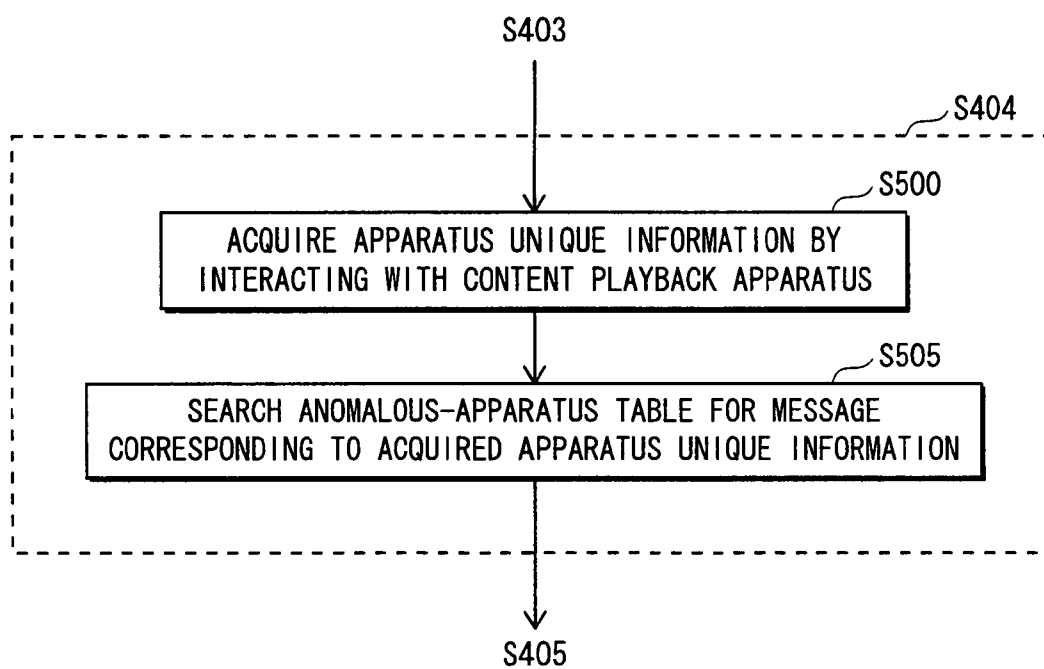 S403
S404
S500
ACQUIRE APPARATUS UNIQUE INFORMATION BY
INTERACTING WITH CONTENT PLAYBACK APPARATUS
S505
SEARCH ANOMALOUS-APPARATUS TABLE FOR MESSAGE
CORRESPONDING TO ACQUIRED APPARATUS UNIQUE INFORMATION
S405